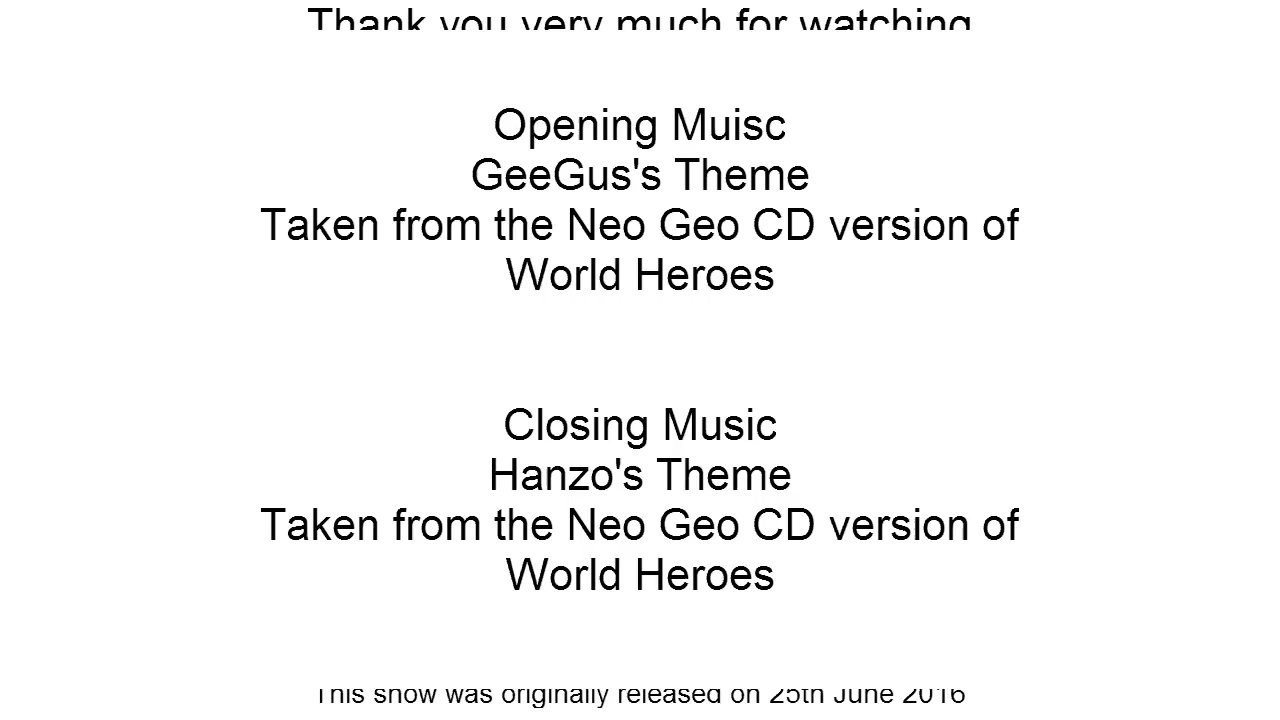 Thank you very much for watching
Opening Muisc
GeeGus's Theme
Taken from the Neo Geo CD version of
World Heroes
Closing Music
Hanzo's Theme
Taken from the Neo Geo CD version of
World Heroes
This show was originally released on 25th June 2016